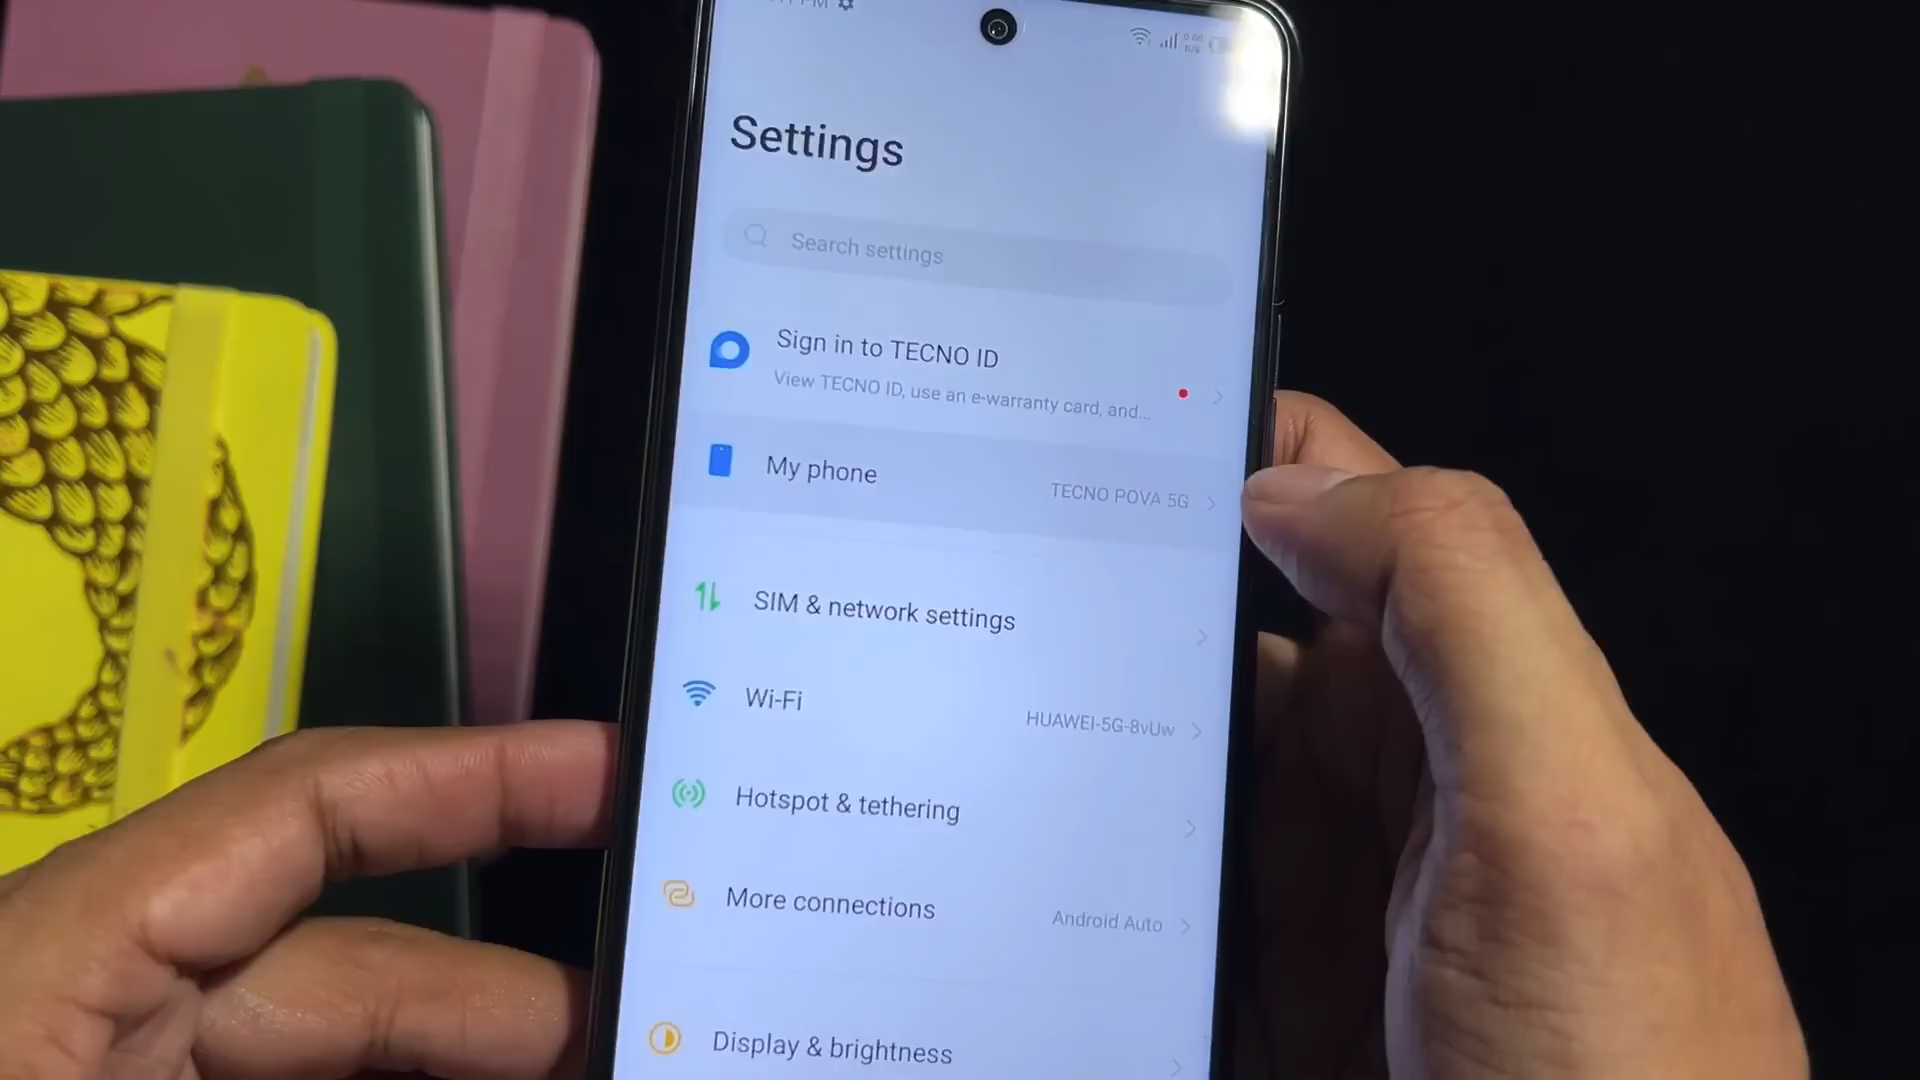 PM
Settings
Search settings
Sign in to TECNO ID
View TECNO ID, use an e-warranty card, and...
My phone
TECNO POVA 5G
SIM & network settings
Wi-Fi
HUAWEI-5G-8vUw
Hotspot & tethering
More connections
Android Auto
Display & brightness